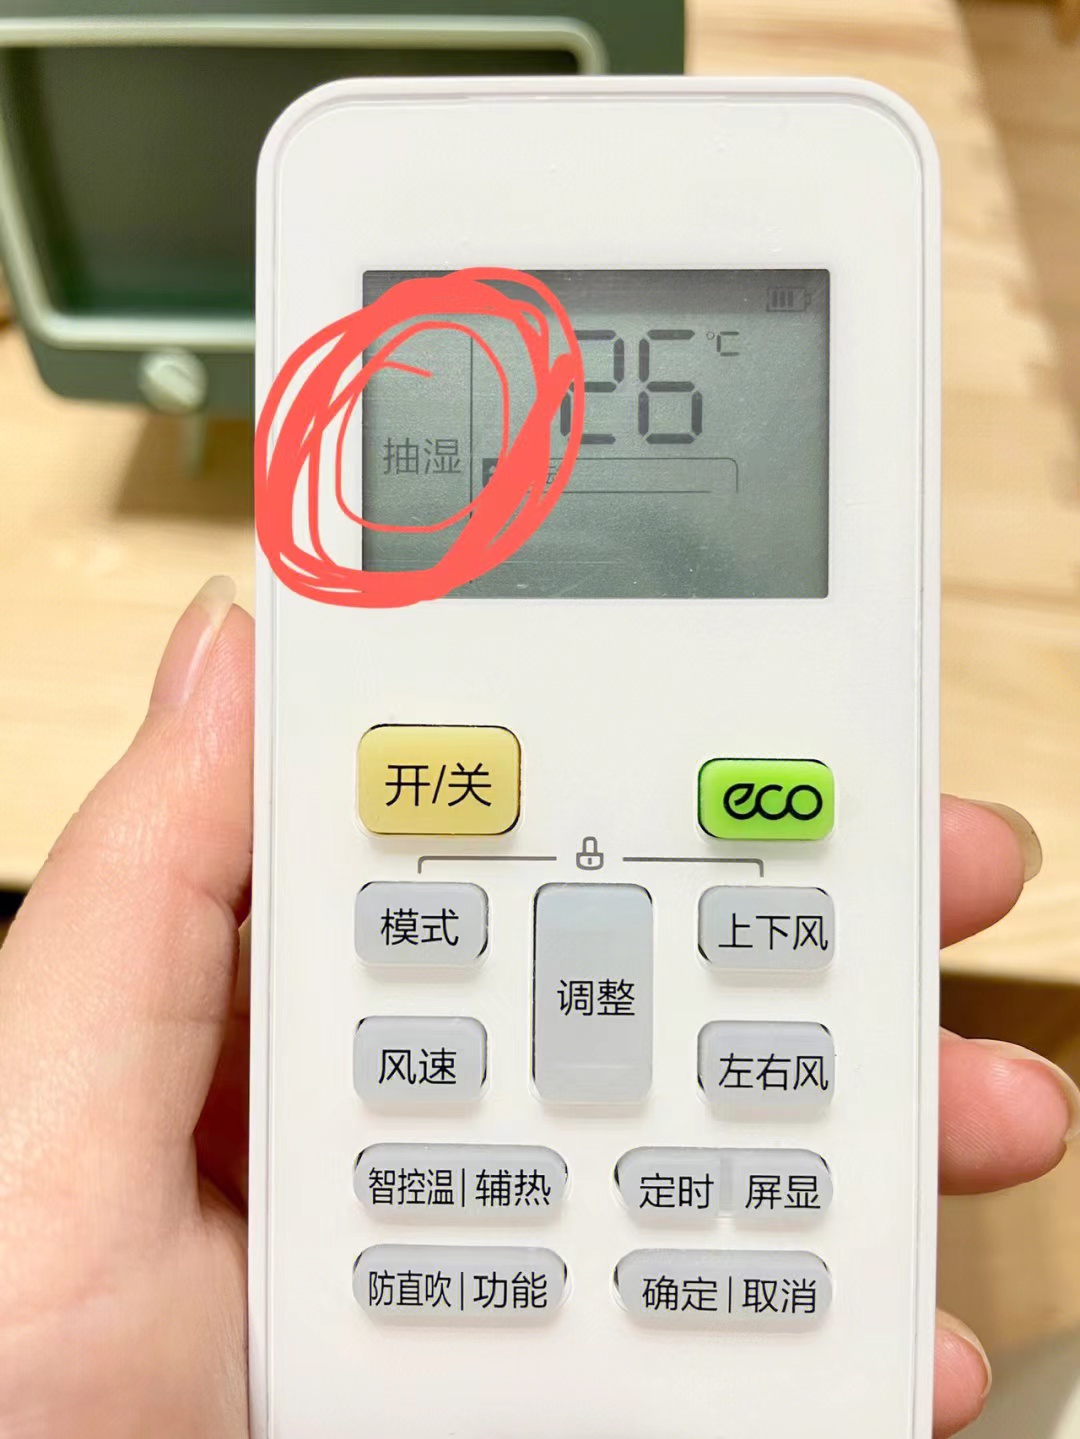 26℃
抽湿
开/关
eco
模式
调整
上下风
风速
左右风
智控温|辅热
定时 屏显
防直吹|功能
确定|取消